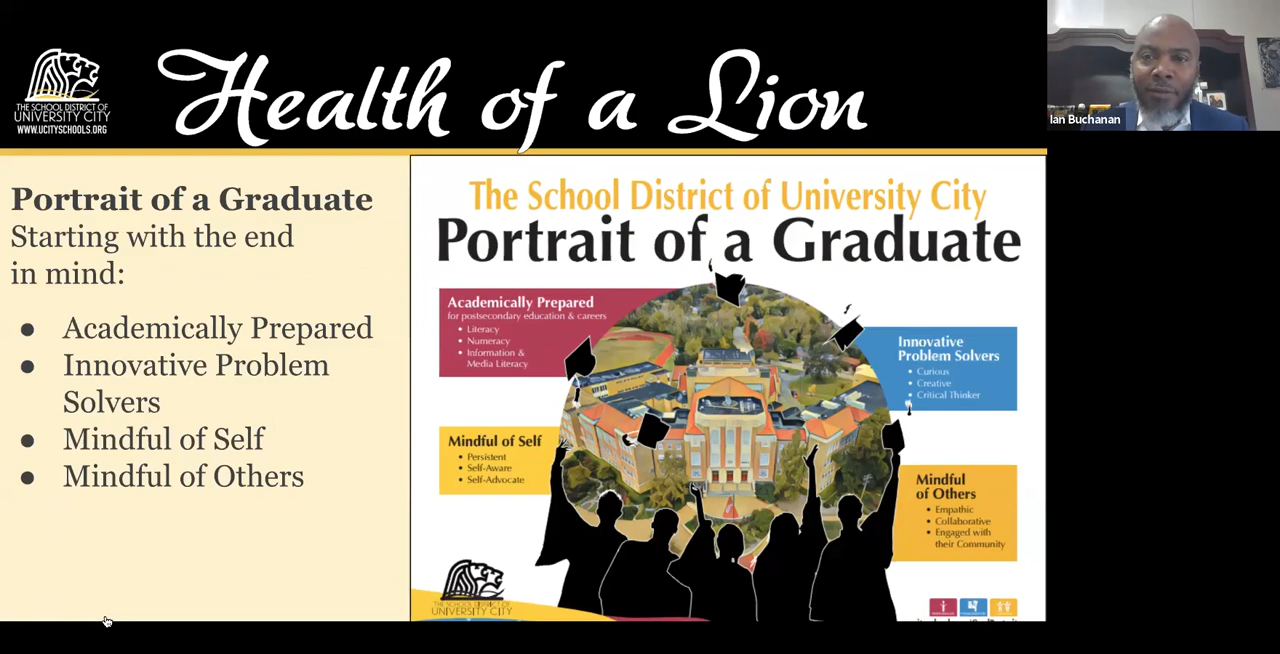 Health of a Lion
THE SCHOOL DISTRICT OF
UNIVERSITY CITY
WWW.UCITYSCHOOLS.ORG
Ian Buchanan
Portrait of a Graduate
Starting with the end
in mind:
● Academically Prepared
● Innovative Problem
Solvers
● Mindful of Self
● Mindful of Others
The School District of University City
Portrait of a Graduate
Academically Prepared
for postsecondary education & careers
• Literacy
• Numeracy
• Information &
Media Literacy
Innovative
Problem Solvers
• Curious
• Creative
• Critical Thinker
Mindful of Self
• Persistent
• Self-Aware
• Self-Advocate
Mindful
of Others
• Empathic
• Collaborative
• Engaged with
their Community
THE SCHOOL DISTRICT OF
UNIVERSITY CITY